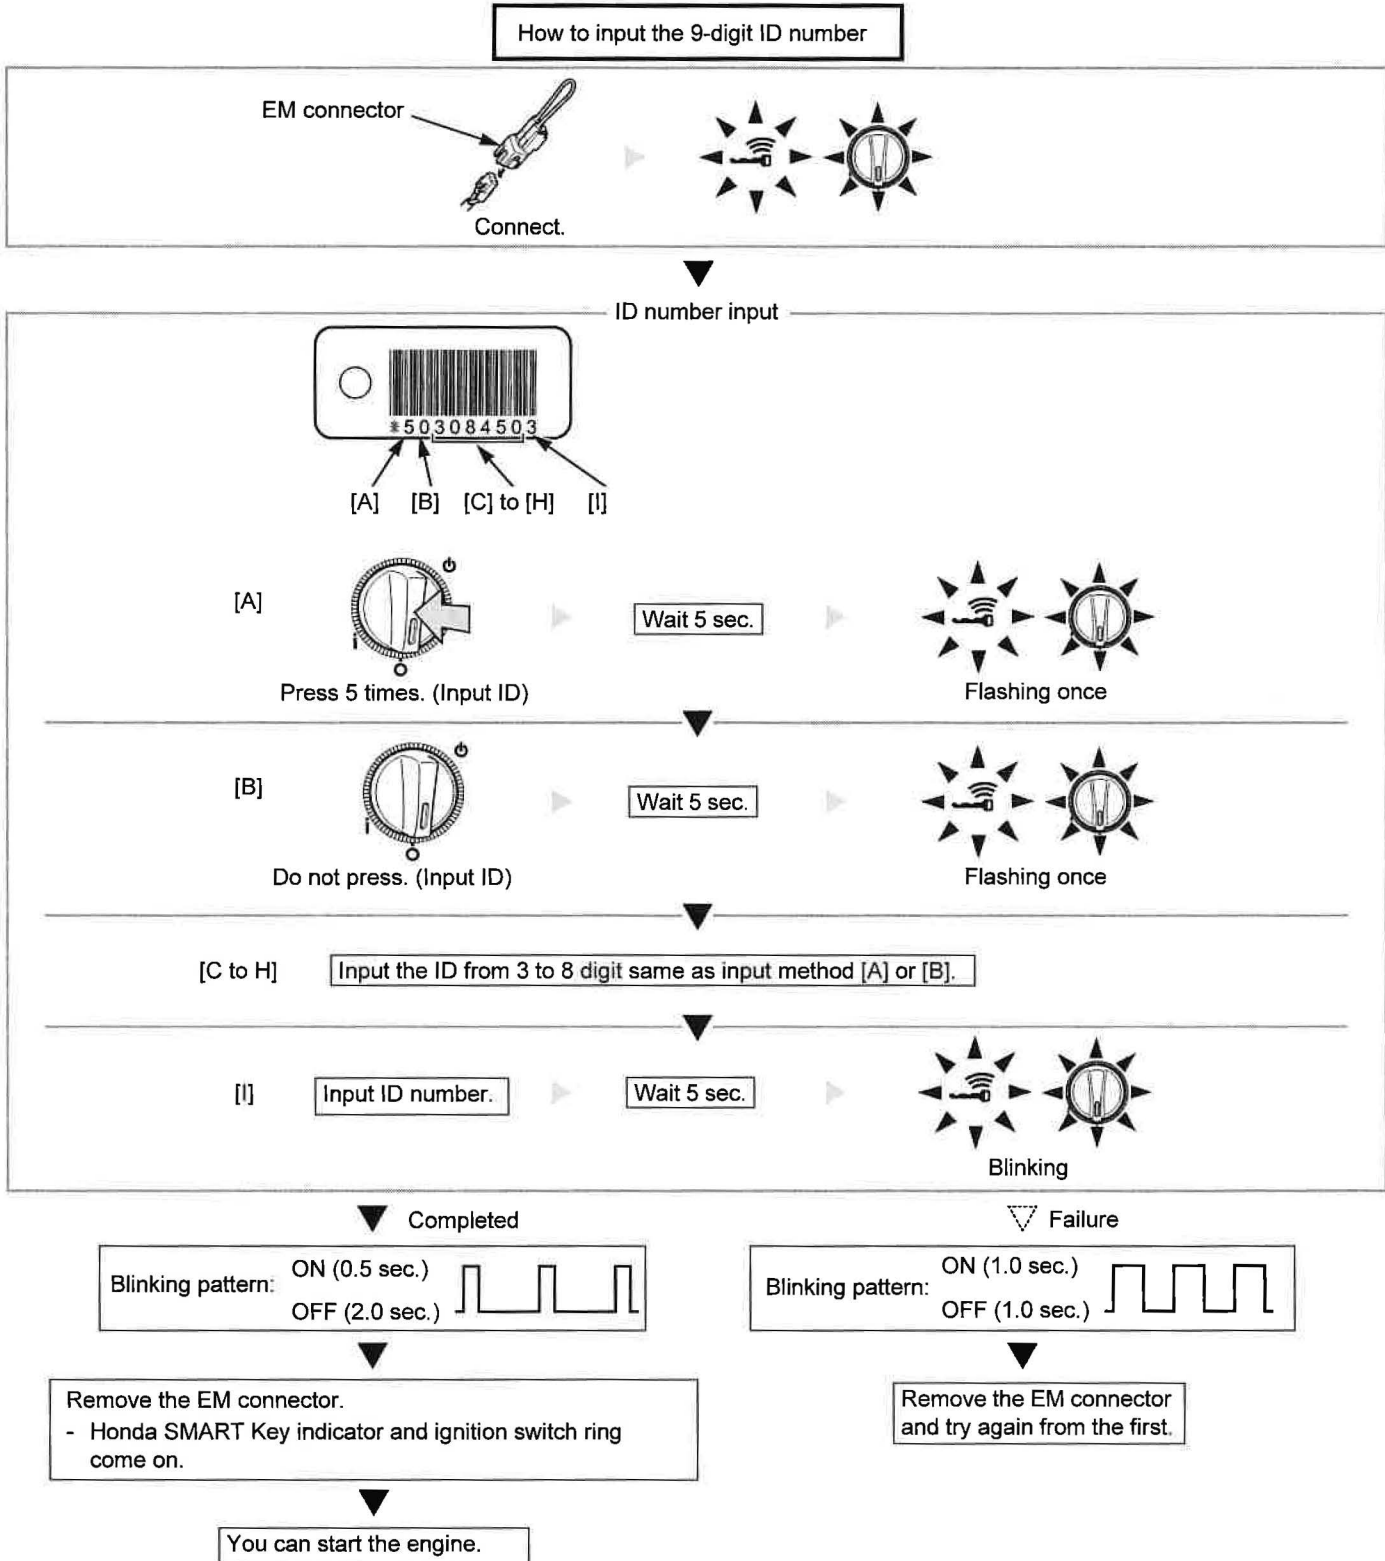 How to input the 9-digit ID number
EM connector
Connect.
ID number input
*503084503
[A] [B] [C] to [H] [I]
[A]
Wait 5 sec.
Press 5 times. (Input ID)
Flashing once
[B]
Wait 5 sec.
Do not press. (Input ID)
Flashing once
[C to H] Input the ID from 3 to 8 digit same as input method [A] or [B].
[I] Input ID number. Wait 5 sec.
Blinking
Completed
Failure
Blinking pattern: ON (0.5 sec.)
OFF (2.0 sec.)
Blinking pattern: ON (1.0 sec.)
OFF (1.0 sec.)
Remove the EM connector.
- Honda SMART Key indicator and ignition switch ring
come on.
Remove the EM connector
and try again from the first.
You can start the engine.